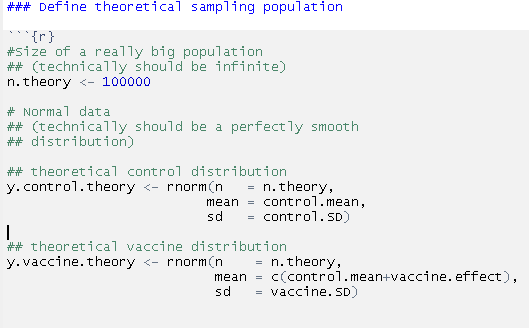 ### Define theoretical sampling population
```{r}
#Size of a really big population
## (technically should be infinite)
n.theory <- 100000
# Normal data
## (technically should be a perfectly smooth
## distribution)
## theoretical control distribution
y.control.theory <- rnorm(n   = n.theory,
                          mean = control.mean,
                          sd   = control.SD)
## theoretical vaccine distribution
y.vaccine.theory <- rnorm(n    = n.theory,
                           mean = c(control.mean+vaccine.effect),
                           sd   = vaccine.SD)